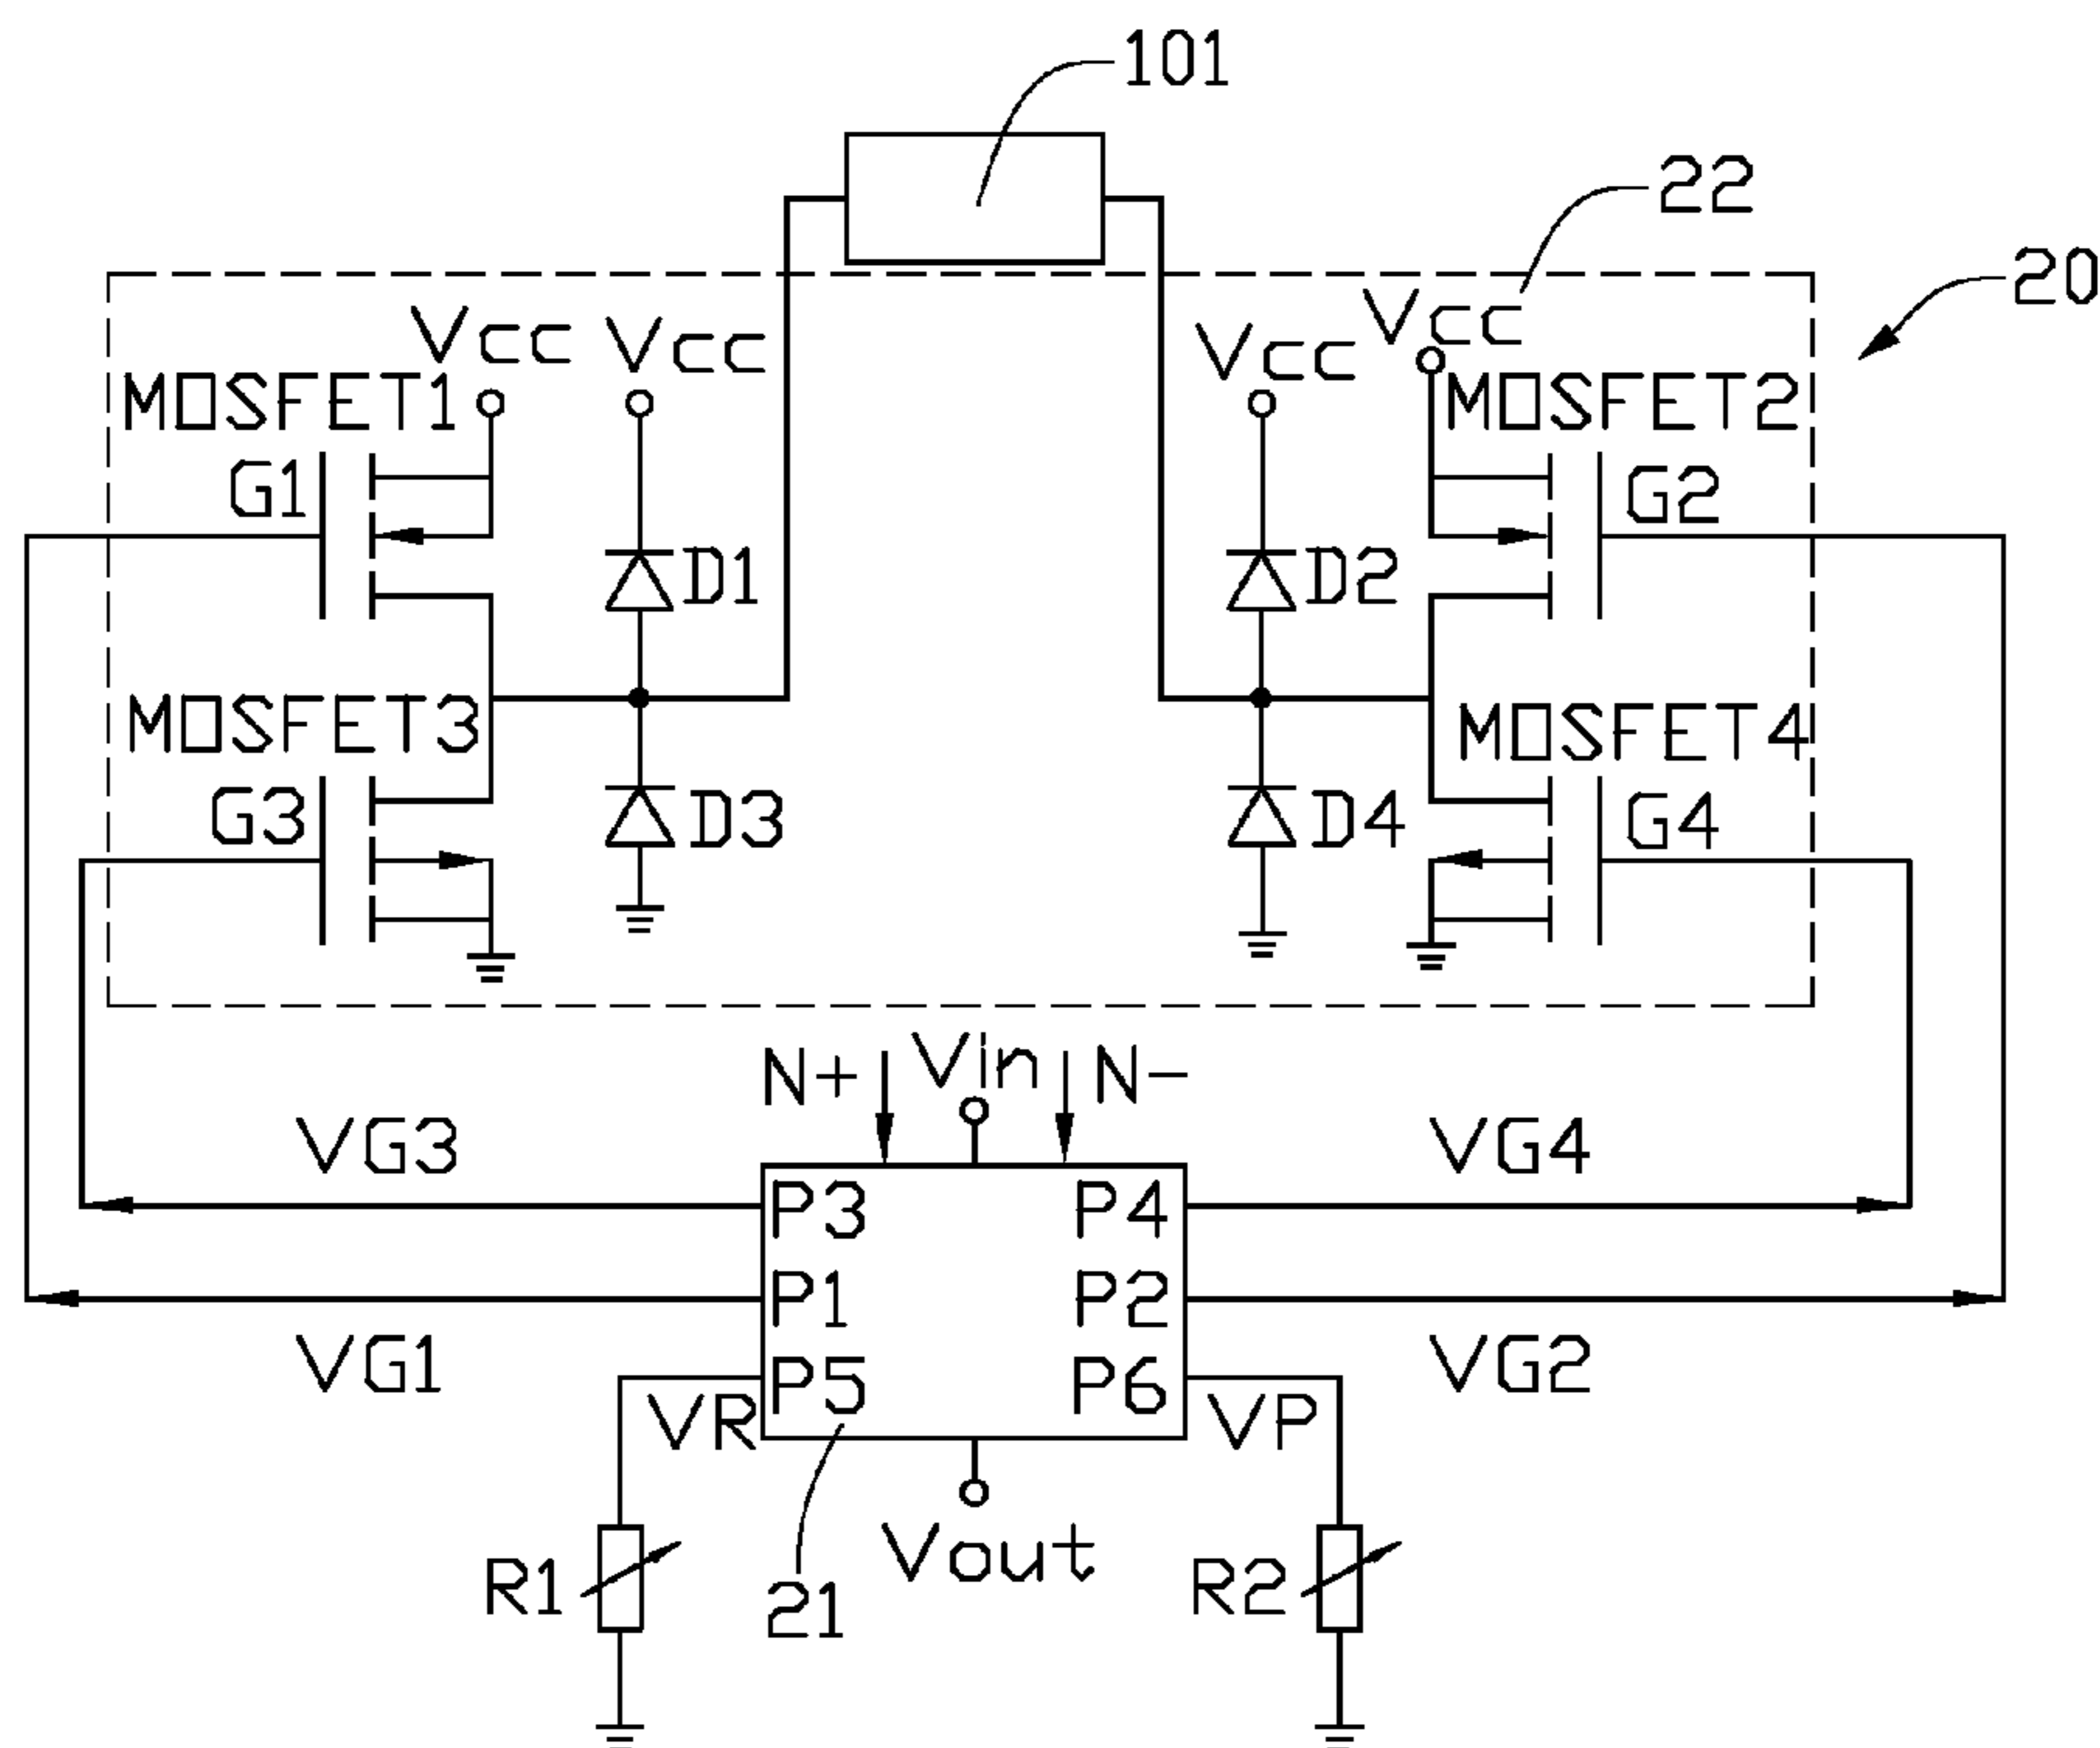 101
22
20
Vcc
Vcc
Vcc
Vcc
MOSFET1
MOSFET2
G1
G2
D1
D2
MOSFET3
MOSFET4
G3
D3
D4
G4
N+
Vin
N-
VG3
VG4
P3
P4
P1
P2
VG1
VG2
P5
P6
VR
VP
Vout
R1
R2
21